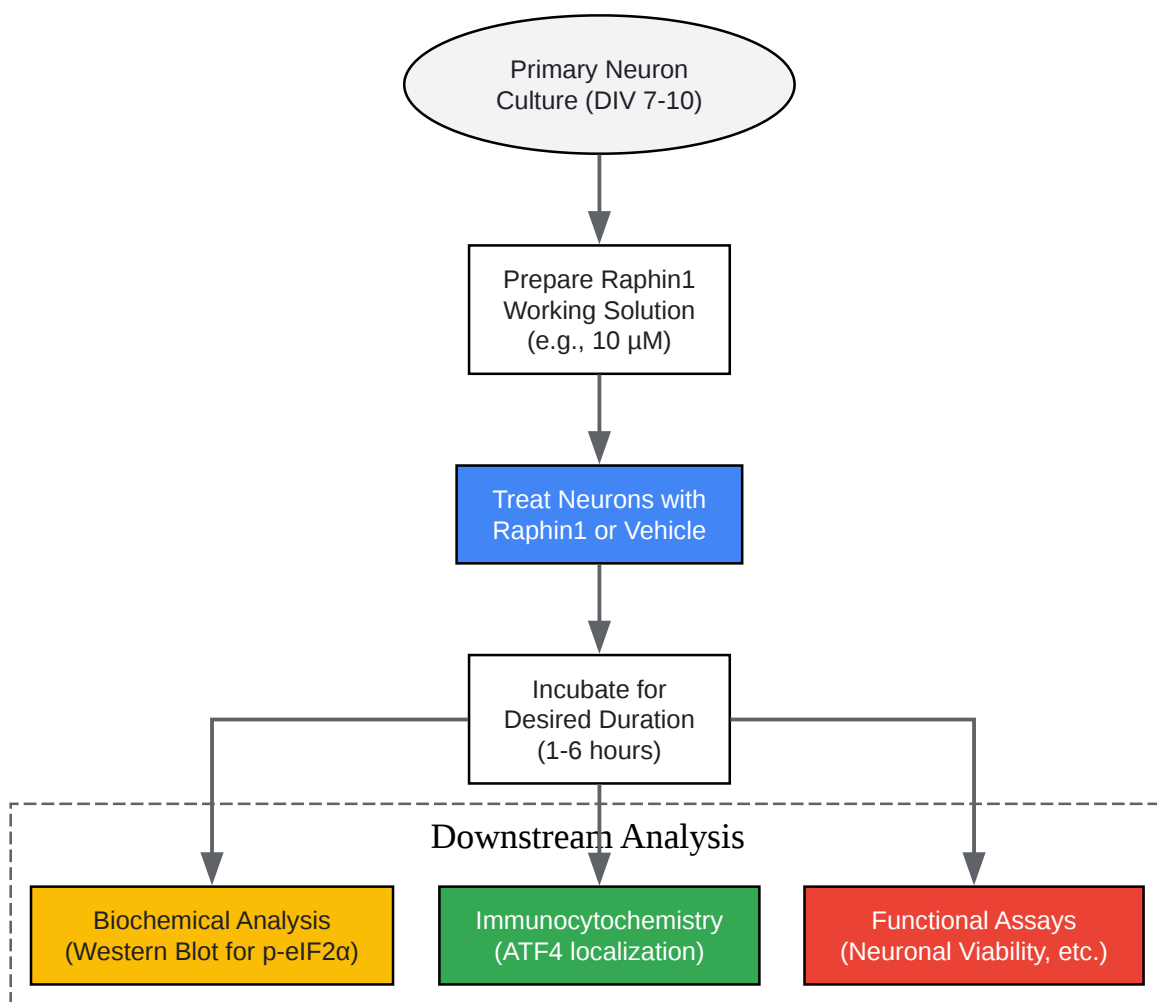 Primary Neuron
Culture (DIV 7-10)
Prepare Raphin1
Working Solution
(e.g., 10 µM)
Treat Neurons with
Raphin1 or Vehicle
Incubate for
Desired Duration
(1-6 hours)
Downstream Analysis
Biochemical Analysis
(Western Blot for p-eIF2α)
Immunocytochemistry
(ATF4 localization)
Functional Assays
(Neuronal Viability, etc.)